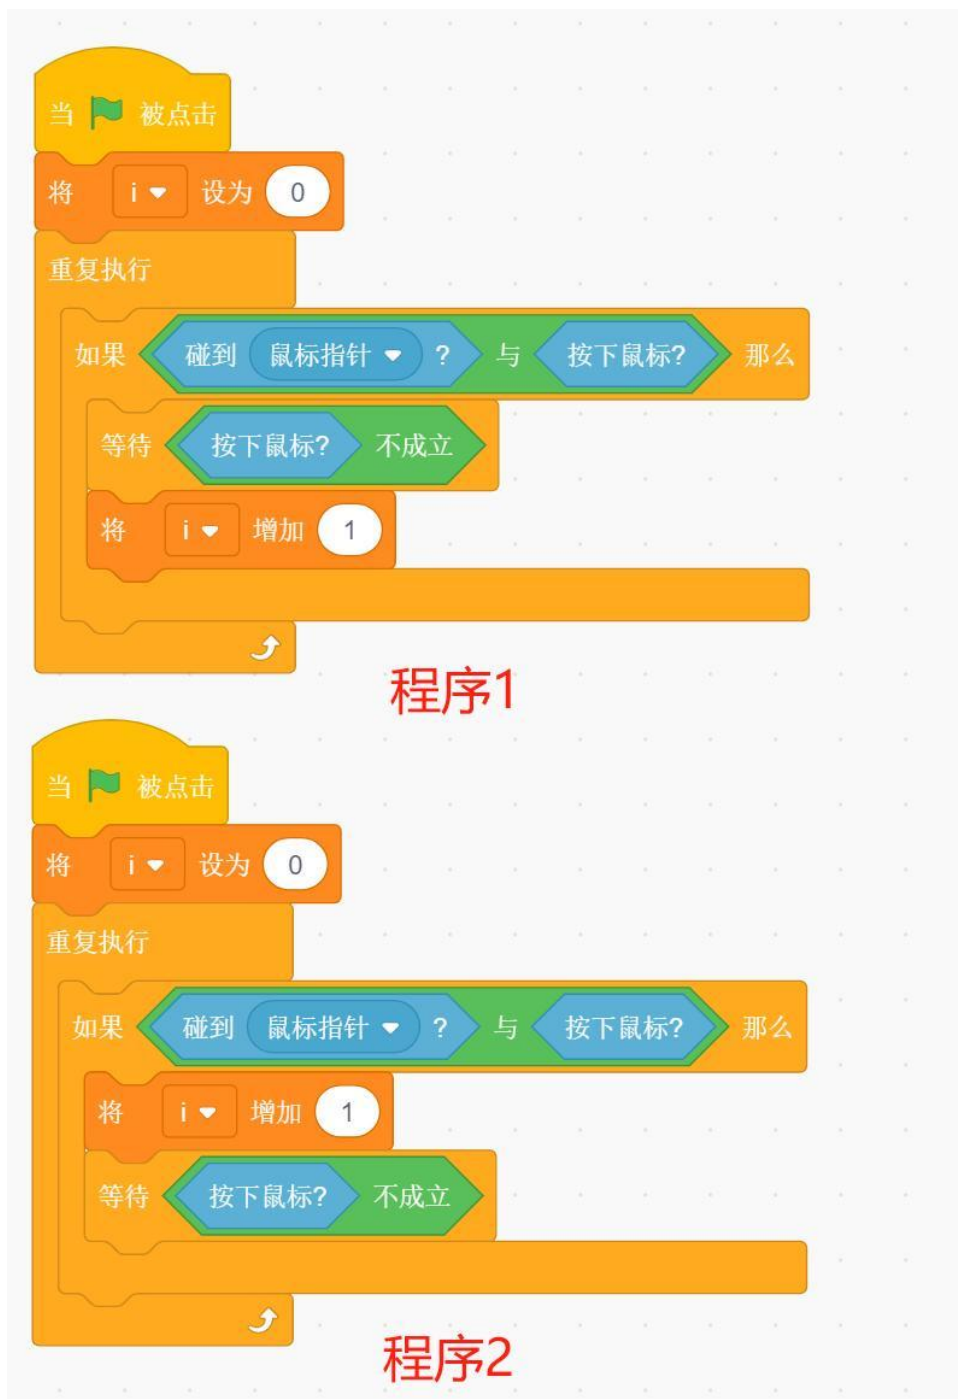 当 被点击
将 i 设为 0
重复执行
如果 碰到 鼠标指针 ? 与 按下鼠标? 那么
等待 按下鼠标? 不成立
将 i 增加 1
程序1
当 被点击
将 i 设为 0
重复执行
如果 碰到 鼠标指针 ? 与 按下鼠标? 那么
将 i 增加 1
等待 按下鼠标? 不成立
程序2